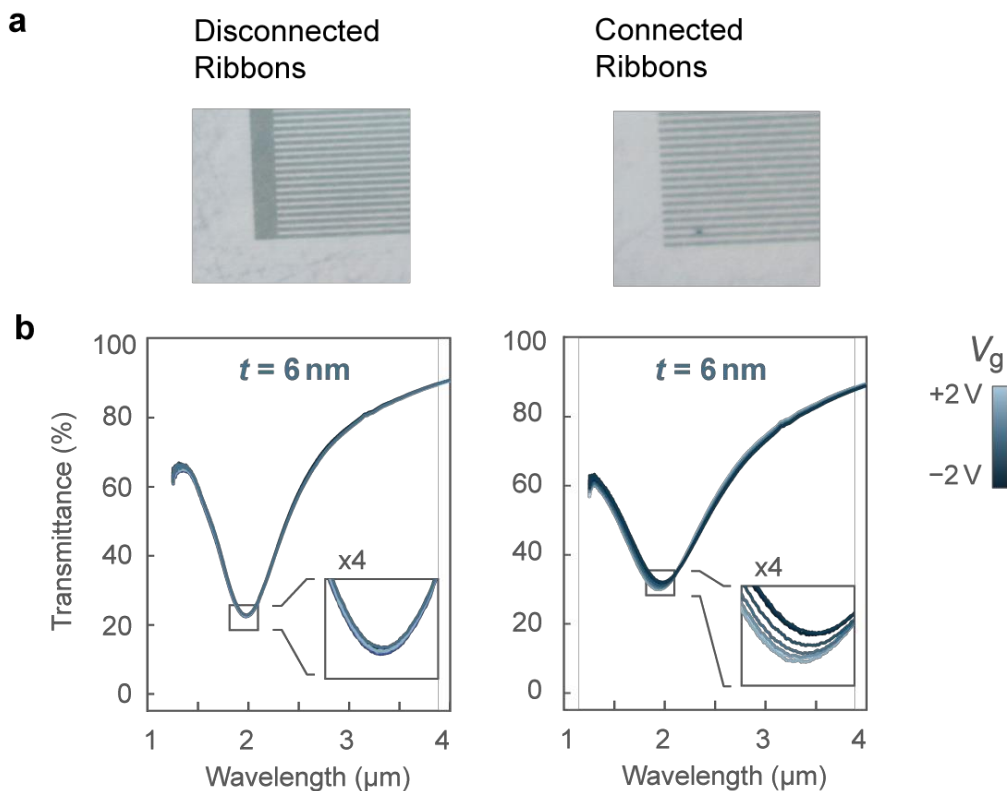 a
Disconnected
Ribbons
Connected
Ribbons
b
100
80
60
40
20
0
Transmittance (%)
t = 6 nm
x4
1
2
3
4
Wavelength (µm)
100
80
60
40
20
0
t = 6 nm
x4
1
2
3
4
Wavelength (µm)
Vg
+2 V
−2 V